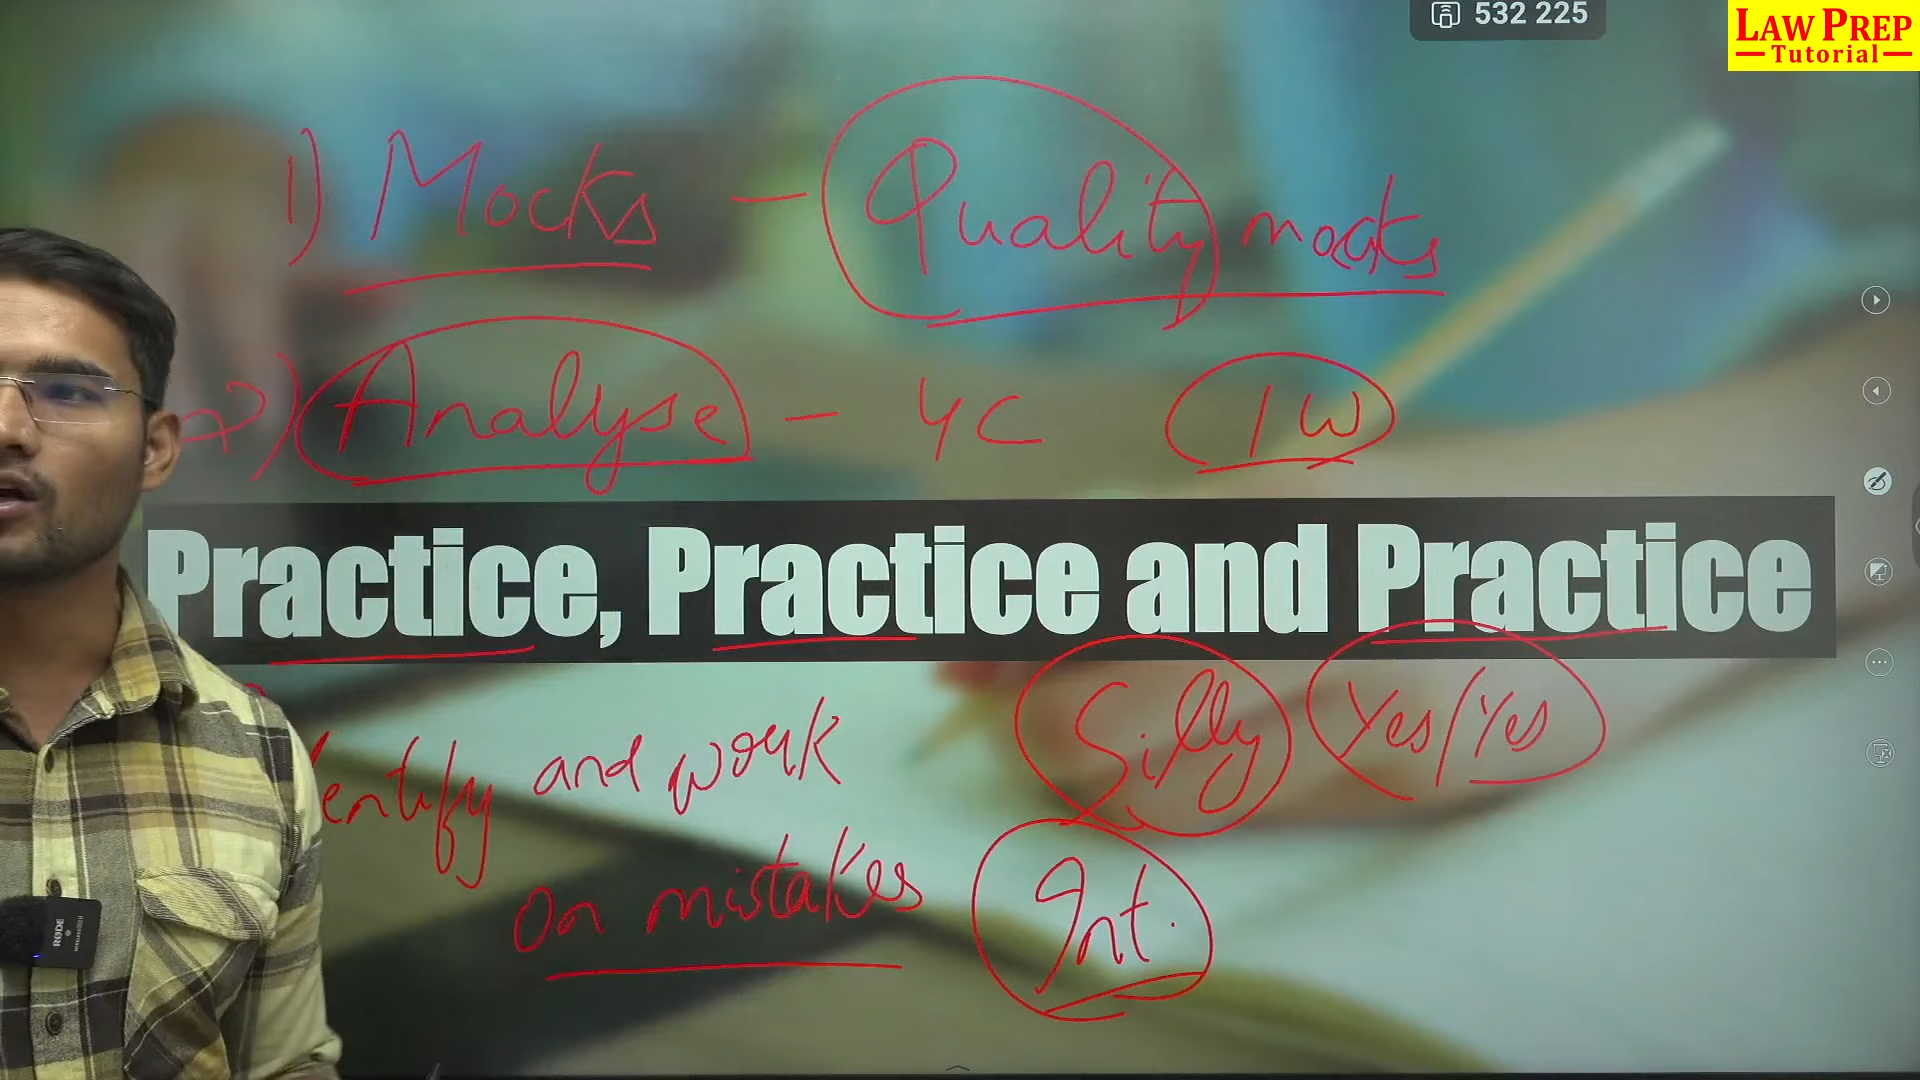 532 225
LAW PREP
Tutorial
1) Mocks - Quality mocks
2) Analyse - 4C 1W
Practice, Practice and Practice
Silly Yes/Yes
entify and work
on mistakes Int.
RØDE